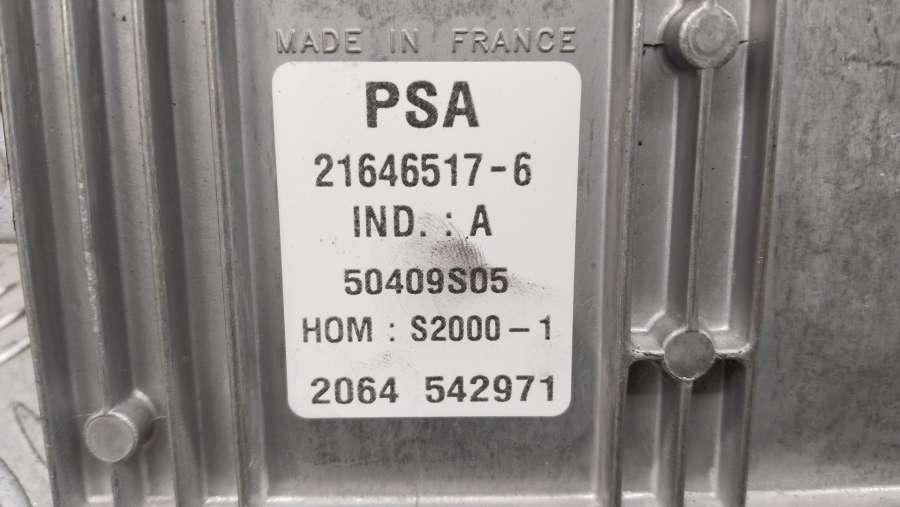 MADE IN FRANCE
PSA
21646517-6
IND. : A
50409S05
HOM : S2000-1
2064 542971